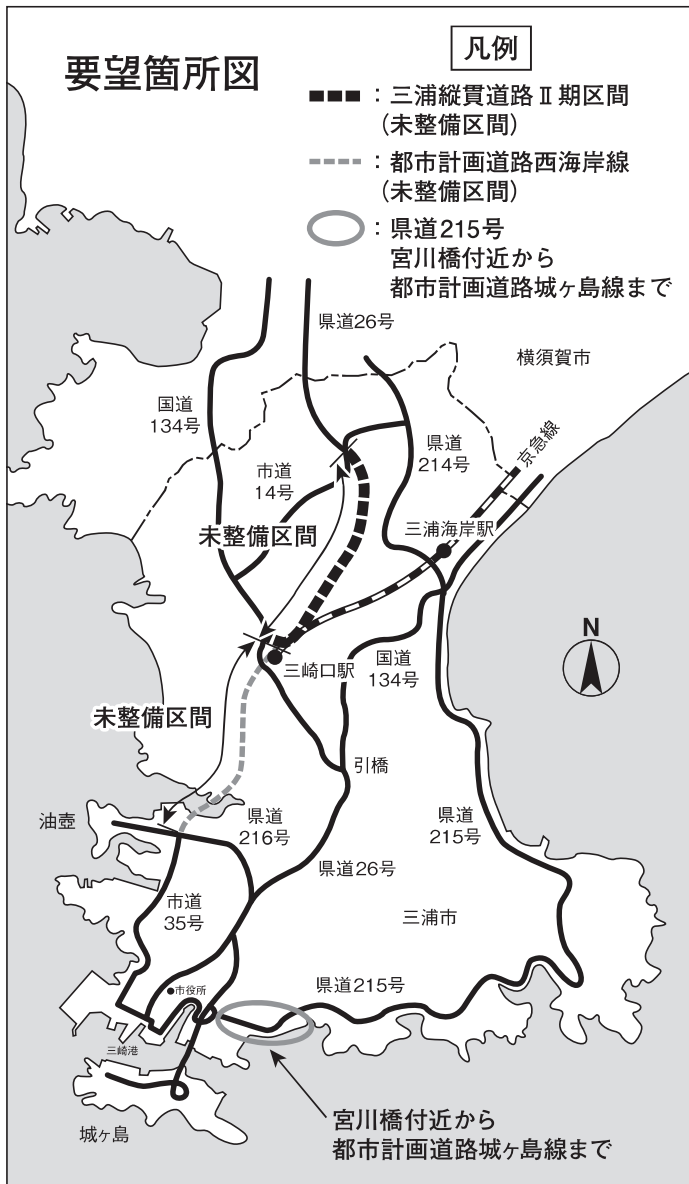 要望箇所図
凡例
：三浦縦貫道路Ⅱ期区間
（未整備区間）
：都市計画道路西海岸線
（未整備区間）
：県道215号
宮川橋付近から
都市計画道路城ヶ島線まで
県道26号
横須賀市
国道
134号
県道
214号
京急線
市道
14号
未整備区間
三浦海岸駅
N
三崎口駅
国道
134号
未整備区間
引橋
油壺
県道
216号
県道
215号
県道26号
市道
35号
三浦市
市役所
県道215号
三崎港
城ヶ島
宮川橋付近から
都市計画道路城ヶ島線まで